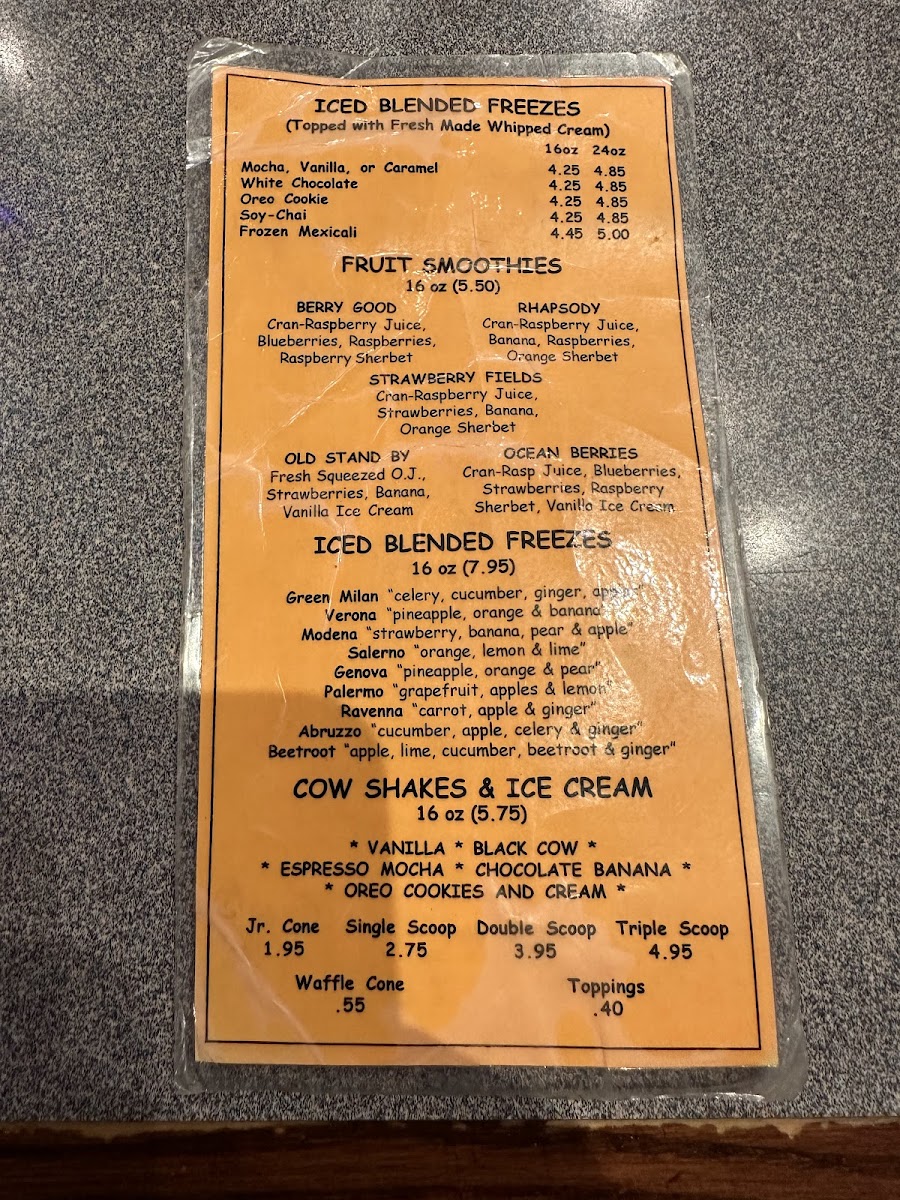 ICED BLENDED FREEZES
(Topped with Fresh Made Whipped Cream)
16oz 24oz
Mocha, Vanilla, or Caramel 4.25 4.85
White Chocolate 4.25 4.85
Oreo Cookie 4.25 4.85
Soy-Chai 4.25 4.85
Frozen Mexicali 4.45 5.00
FRUIT SMOOTHIES
16 oz (5.50)
BERRY GOOD
Cran-Raspberry Juice,
Blueberries, Raspberries,
Raspberry Sherbet
RHAPSODY
Cran-Raspberry Juice,
Banana, Raspberries,
Orange Sherbet
STRAWBERRY FIELDS
Cran-Raspberry Juice,
Strawberries, Banana,
Orange Sherbet
OLD STAND BY
Fresh Squeezed O.J.,
Strawberries, Banana,
Vanilla Ice Cream
OCEAN BERRIES
Cran-Rasp Juice, Blueberries,
Strawberries, Raspberry
Sherbet, Vanilla Ice Cream
ICED BLENDED FREEZES
16 oz (7.95)
Green Milan "celery, cucumber, ginger,
Verona "pineapple, orange & banana"
Modena "strawberry, banana, pear & apple"
Salerno "orange, lemon & lime"
Genova "pineapple, orange & pear"
Palermo "grapefruit, apples & lemon"
Ravenna "carrot, apple & ginger"
Abruzzo "cucumber, apple, celery & ginger"
Beetroot "apple, lime, cucumber, beetroot & ginger"
COW SHAKES & ICE CREAM
16 oz (5.75)
* VANILLA * BLACK COW *
* ESPRESSO MOCHA * CHOCOLATE BANANA *
* OREO COOKIES AND CREAM *
Jr. Cone Single Scoop Double Scoop Triple Scoop
1.95 2.75 3.95 4.95
Waffle Cone Toppings
.55 .40